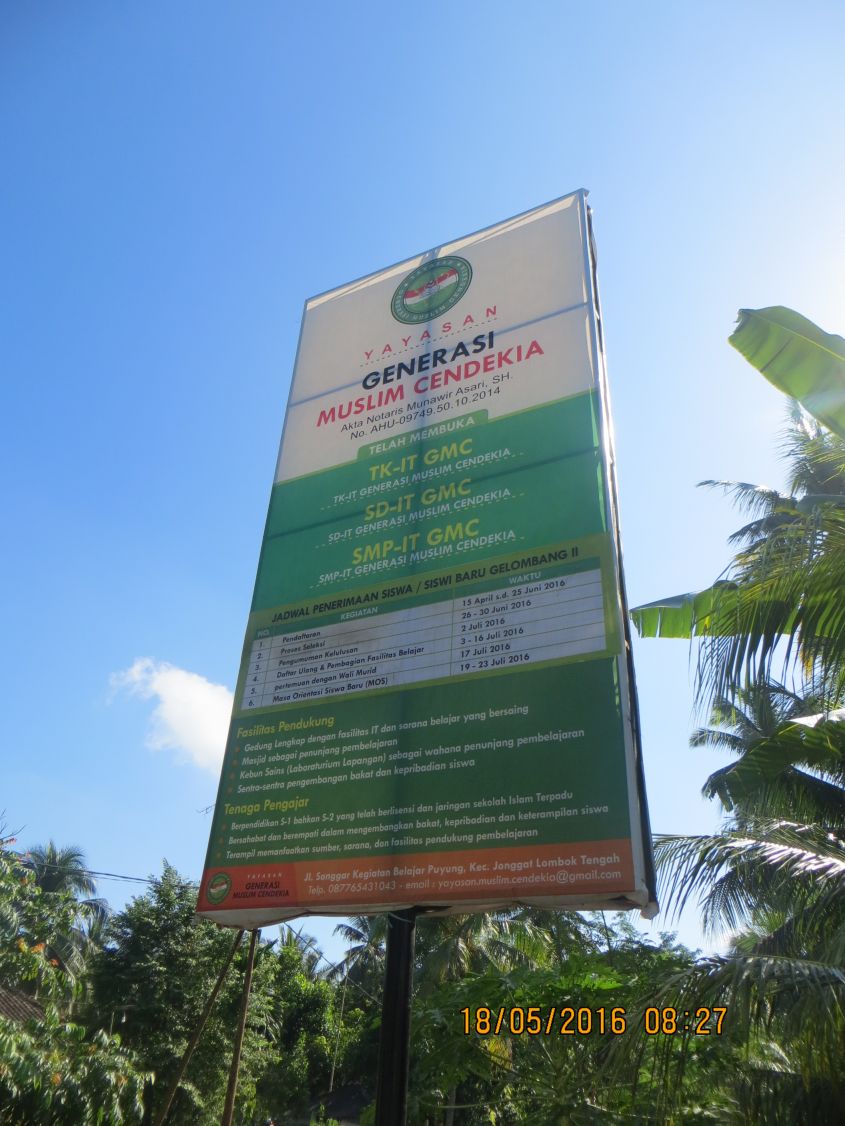 YAYASAN
GENERASI
MUSLIM CENDEKIA
Akta Notaris Munawir Asari, SH.
No. AHU-09749.50.10.2014
TELAH MEMBUKA
TK-IT GMC
TK-IT GENERASI MUSLIM CENDEKIA
SD-IT GMC
SD-IT GENERASI MUSLIM CENDEKIA
SMP-IT GMC
SMP-IT GENERASI MUSLIM CENDEKIA
JADWAL PENERIMAAN SISWA / SISWI BARU GELOMBANG II
NO KEGIATAN WAKTU
1. Pendaftaran 15 April s.d. 25 Juni 2016
2. Proses Seleksi 26 - 30 Juni 2016
3. Pengumuman Kelulusan 2 Juli 2016
4. Daftar Ulang & Pembagian Fasilitas Belajar 3 - 16 Juli 2016
5. pertemuan dengan Wali Murid 17 Juli 2016
6. Masa Orientasi Siswa Baru (MOS) 19 - 23 Juli 2016
Fasilitas Pendukung
Gedung Lengkap dengan fasilitas IT dan sarana belajar yang bersaing
Masjid sebagai penunjang pembelajaran
Kebun Sains (Labaraturium Lapangan) sebagai wahana penunjang pembelajaran
Sentra-sentra pengembangan bakat dan kepribadian siswa
Tenaga Pengajar
Berpendidikan S-1 bahkan S-2 yang telah berlisensi dan jaringan sekolah Islam Terpadu
Bersahabat dan berempati dalam mengembangkan bakat, kepribadian dan keterampilan siswa
Terampil memanfaatkan sumber, sarana, dan fasilitas pendukung pembelajaran
YAYASAN
GENERASI
MUSLIM CENDEKIA
Jl. Sanggar Kegiatan Belajar Puyung, Kec. Jonggat Lombok Tengah
Telp. 087765431043 - email : yayasan.muslim.cendekia@gmail.com
18/05/2016 08:27